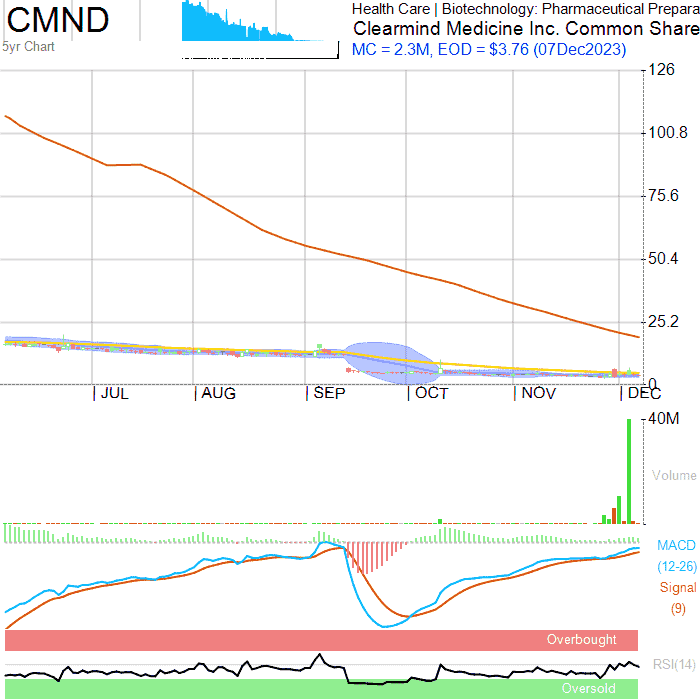 CMND
5yr Chart
Health Care | Biotechnology: Pharmaceutical Prepara
Clearmind Medicine Inc. Common Share
MC = 2.3M, EOD = $3.76 (07Dec2023)
126
100.8
75.6
50.4
25.2
0
JUL AUG SEP OCT NOV DEC
40M
Volume
MACD
(12-26)
Signal
(9)
Overbought
RSI(14)
Oversold